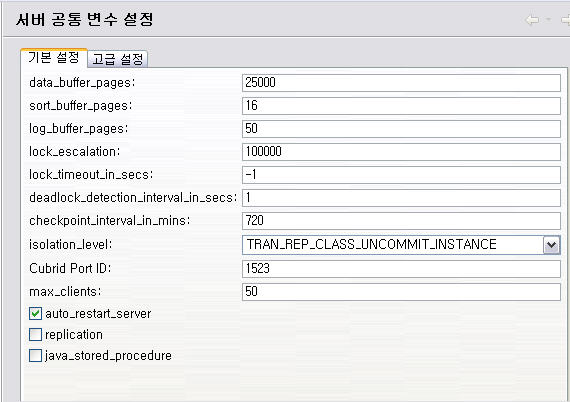 서버 공통 변수 설정
기본 설정 고급 설정
data_buffer_pages: 25000
sort_buffer_pages: 16
log_buffer_pages: 50
lock_escalation: 100000
lock_timeout_in_secs: -1
deadlock_detection_interval_in_secs: 1
checkpoint_interval_in_mins: 720
isolation_level: TRAN_REP_CLASS_UNCOMMIT_INSTANCE
Cubrid Port ID: 1523
max_clients: 50
auto_restart_server
replication
java_stored_procedure